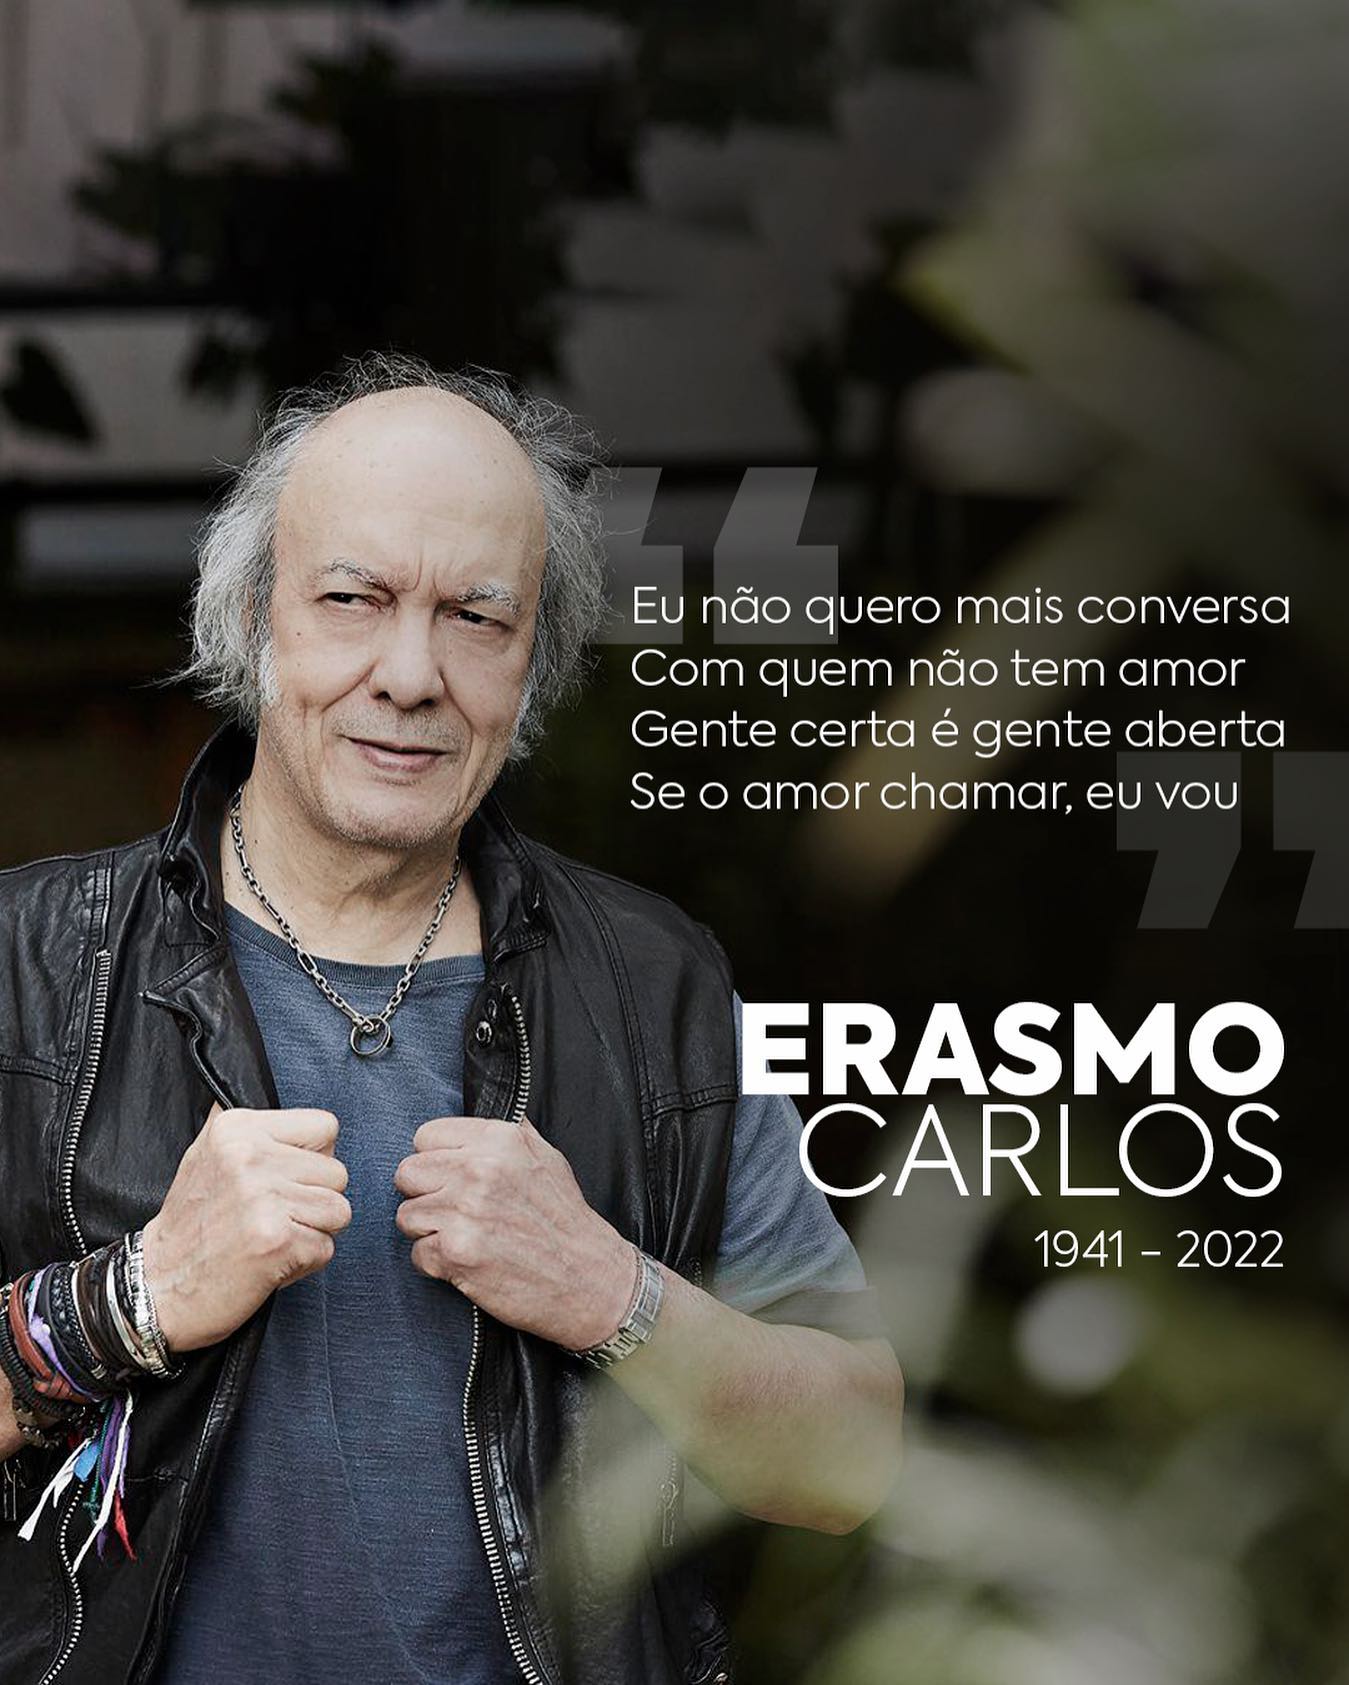 Eu não quero mais conversa
Com quem não tem amor
Gente certa é gente aberta
Se o amor chamar, eu vou
ERASMO
CARLOS
1941 – 2022